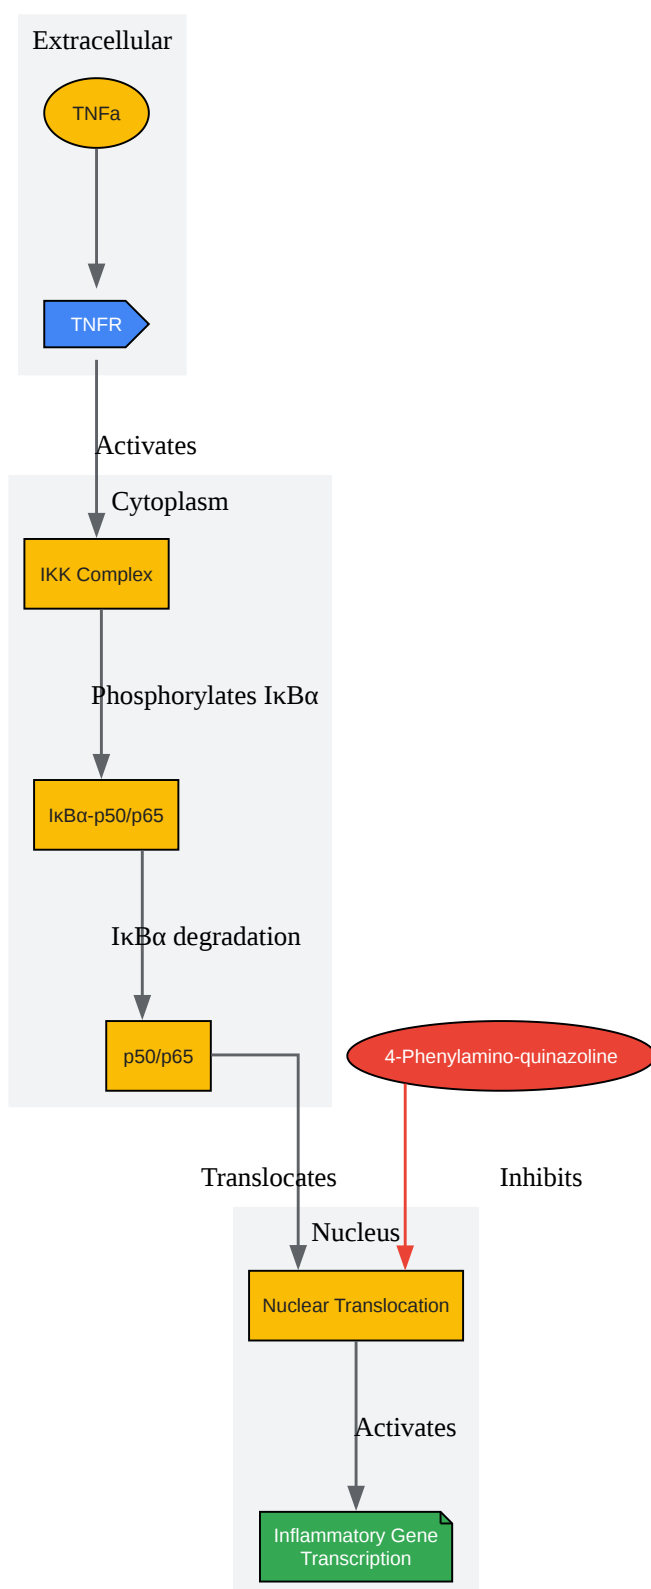 Extracellular
TNFa
TNFR
Activates
Cytoplasm
IKK Complex
Phosphorylates IκBα
IκBα-p50/p65
IκBα degradation
p50/p65
4-Phenylamino-quinazoline
Translocates
Inhibits
Nucleus
Nuclear Translocation
Activates
Inflammatory Gene
Transcription